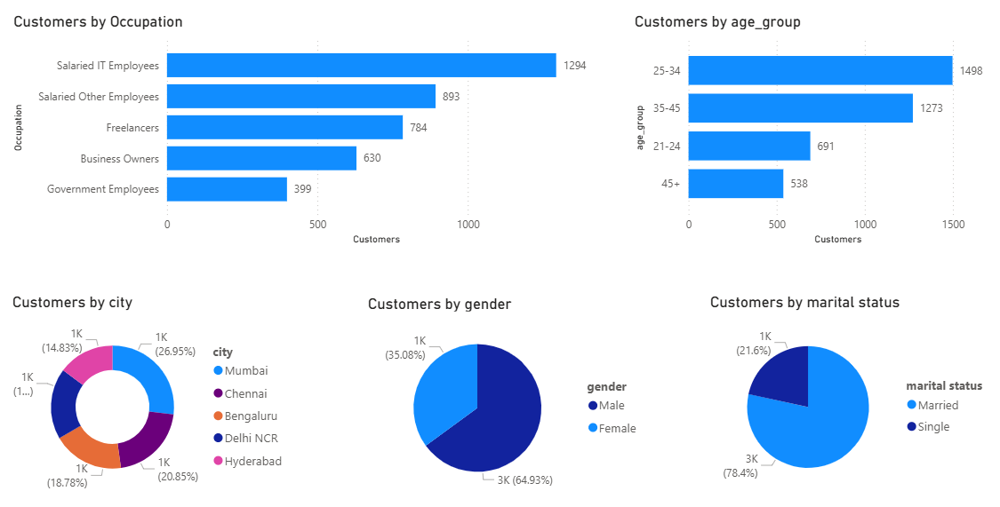 Customers by Occupation
Occupation
Salaried IT Employees
1294
Salaried Other Employees
893
Freelancers
784
Business Owners
630
Government Employees
399
0
500
1000
Customers
Customers by age_group
age_group
25-34
1498
35-45
1273
21-24
691
45+
538
0
500
1000
1500
Customers
Customers by city
1K
(26.95%)
1K
(20.85%)
1K
(18.78%)
1K
(1...)
1K
(14.83%)
city
Mumbai
Chennai
Bengaluru
Delhi NCR
Hyderabad
Customers by gender
1K
(35.08%)
3K (64.93%)
gender
Male
Female
Customers by marital status
1K
(21.6%)
3K
(78.4%)
marital status
Married
Single